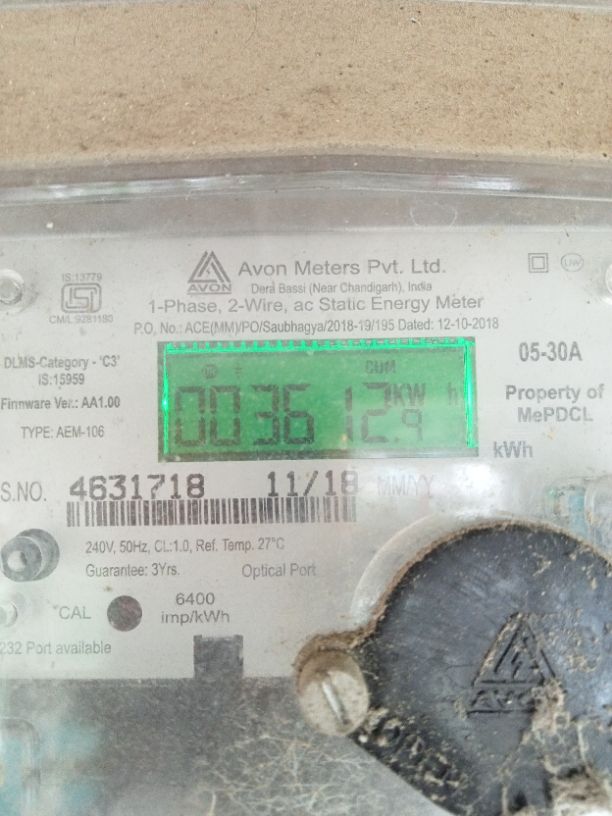 IS:13779
CM/L 9281180
AVON
Avon Meters Pvt. Ltd.
Dera Bassi (Near Chandigarh), India
1-Phase, 2-Wire, ac Static Energy Meter
P.O. No.: ACE(MM)/PO/Saubhagya/2018-19/195 Dated: 12-10-2018
UW
DLMS-Category - 'C3'
IS:15959
Firmware Ver.: AA1.00
TYPE: AEM-106
CUM
003612.9 KW h
05-30A
Property of
MePDCL
kWh
S.NO. 4631718 11/18 MM/YY
240V, 50Hz, CL:1.0, Ref. Temp. 27°C
Guarantee: 3Yrs. Optical Port
CAL
6400
imp/kWh
232 Port available
AVON